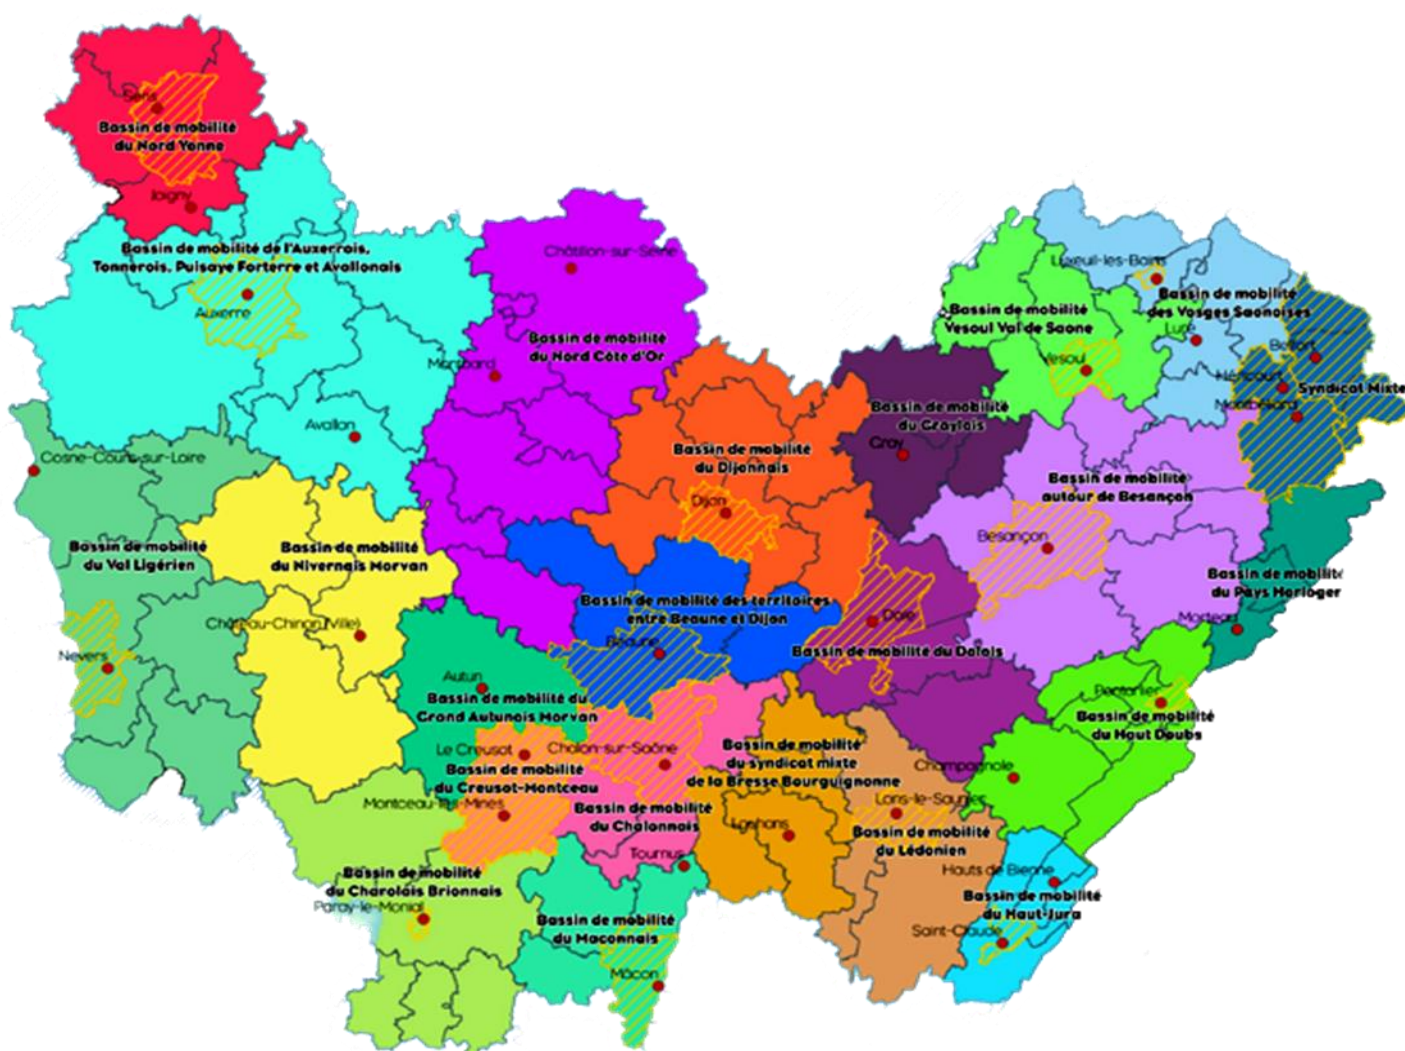 Sens
Bassin de mobilité
du Nord Yonne
Joigny
Bassin de mobilité de l'Auxerrois,
Tonnerois, Puisaye Forterre et Avallonais
Auxerre
Châtillon-sur-Seine
Bassin de mobilité
du Nord Côte d'Or
Montbard
Avallon
Luxeuil-les-Bains
Bassin de mobilité
des Vosges Saonoises
Bassin de mobilité
Vesoul Val de Saone
Lure
Vesoul
Belfort
Héricourt
Syndicat Mixte
Montbéliard
Bassin de mobilité
du Graylois
Gray
Cosne-Cours-sur-Loire
Bassin de mobilité
du Dijonnais
Dijon
Bassin de mobilité
autour de Besançon
Besançon
Bassin de mobilité
du Val Ligérien
Bassin de mobilité
du Nivernais Morvan
Bassin de mobilité
du Pays Horloger
Morteau
Château-Chinon (Ville)
Bassin de mobilité des territoires
entre Beaune et Dijon
Beaune
Dole
Bassin de mobilité du Dolois
Nevers
Autun
Bassin de mobilité du
Grand Autunois Morvan
Pontarlier
Bassin de mobilité
du Haut Doubs
Le Creusot
Bassin de mobilité
du Creusot-Montceau
Montceau-les-Mines
Chalon-sur-Saône
Bassin de mobilité
du Chalonnais
Bassin de mobilité
du syndicat mixte
de la Bresse Bourguignonne
Louhans
Champagnole
Lons-le-Saunier
Bassin de mobilité
du Lédonien
Tournus
Bassin de mobilité
du Charolais Brionnais
Paray-le-Monial
Hauts de Bienne
Bassin de mobilité
du Haut-Jura
Saint-Claude
Bassin de mobilité
du Maconnais
Mâcon